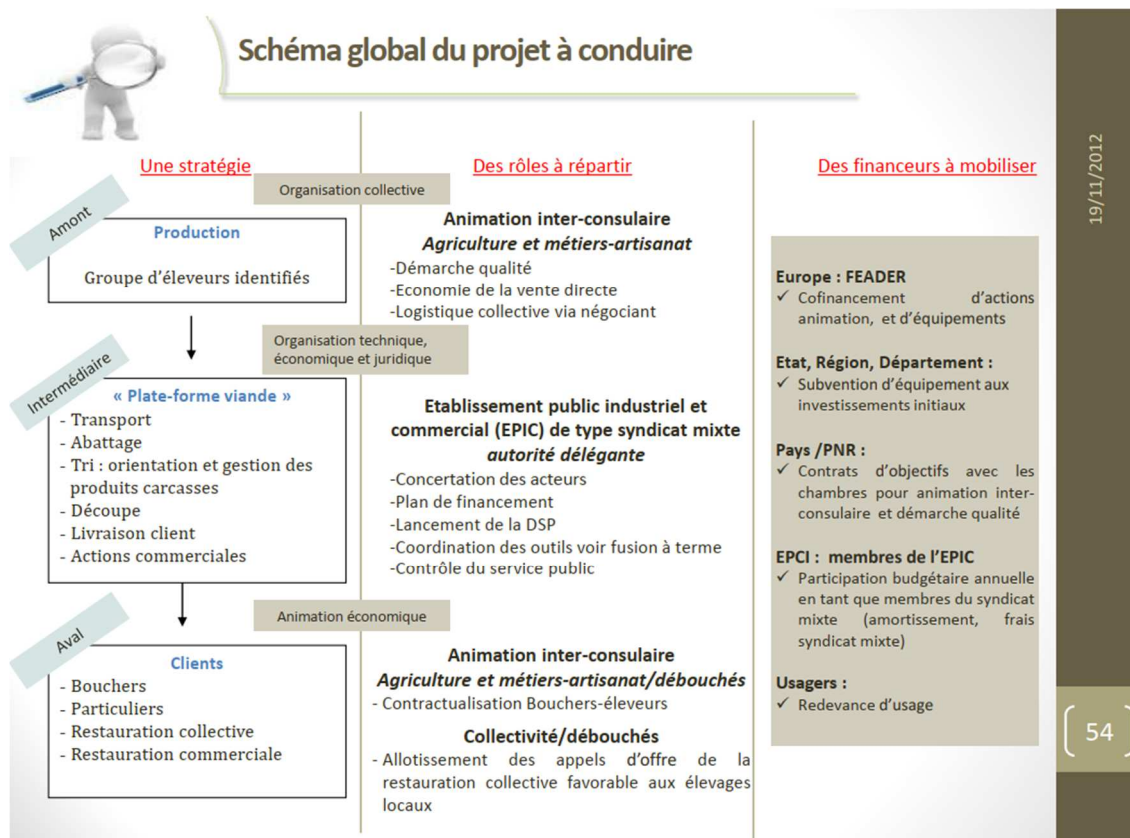 Schéma global du projet à conduire
19/11/2012
Une stratégie
Organisation collective
Amont
Production
Groupe d'éleveurs identifiés
Organisation technique,
économique et juridique
Intermédiaire
« Plate-forme viande »
- Transport
- Abattage
- Tri : orientation et gestion des
produits carcasses
- Découpe
- Livraison client
- Actions commerciales
Animation économique
Aval
Clients
- Bouchers
- Particuliers
- Restauration collective
- Restauration commerciale
Des rôles à répartir
Animation inter-consulaire
Agriculture et métiers-artisanat
-Démarche qualité
-Economie de la vente directe
-Logistique collective via négociant
Etablissement public industriel et
commercial (EPIC) de type syndicat mixte
autorité délégante
-Concertation des acteurs
-Plan de financement
-Lancement de la DSP
-Coordination des outils voir fusion à terme
-Contrôle du service public
Animation inter-consulaire
Agriculture et métiers-artisanat/débouchés
- Contractualisation Bouchers-éleveurs
Collectivité/débouchés
- Allotissement des appels d'offre de la
restauration collective favorable aux élevages
locaux
Des financeurs à mobiliser
Europe : FEADER
✓ Cofinancement d'actions
animation, et d'équipements
Etat, Région, Département :
✓ Subvention d'équipement aux
investissements initiaux
Pays /PNR :
✓ Contrats d'objectifs avec les
chambres pour animation inter-
consulaire et démarche qualité
EPCI : membres de l'EPIC
✓ Participation budgétaire annuelle
en tant que membres du syndicat
mixte (amortissement, frais
syndicat mixte)
Usagers :
✓ Redevance d'usage
54